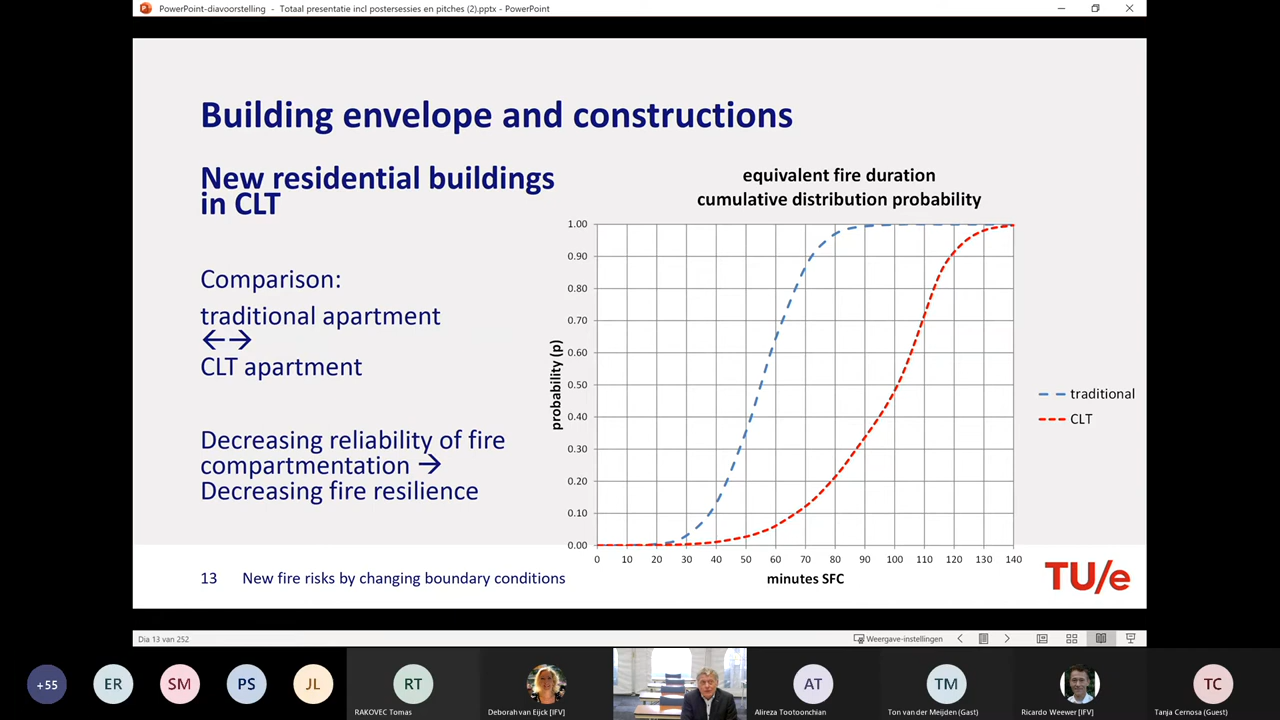 PowerPoint-diavoorstelling - Totaal presentatie incl postersessies en pitches (2).pptx - PowerPoint
Building envelope and constructions
New residential buildings
in CLT
Comparison:
traditional apartment
←→
CLT apartment
Decreasing reliability of fire
compartmentation →
Decreasing fire resilience
equivalent fire duration
cumulative distribution probability
1.00
0.90
0.80
0.70
0.60
0.50
0.40
0.30
0.20
0.10
0.00
probability (p)
0 10 20 30 40 50 60 70 80 90 100 110 120 130 140
minutes SFC
traditional
CLT
13 New fire risks by changing boundary conditions
TU/e
Dia 13 van 252
Weergave-instellingen
+55
ER
SM
PS
JL
RT
AT
TM
TC
RAKOVEC Tomas
Deborah van Eijck [IFV]
Alireza Tootoonchian
Ton van der Meijden (Gast)
Ricardo Weewer [IFV]
Tanja Cernosa (Guest)